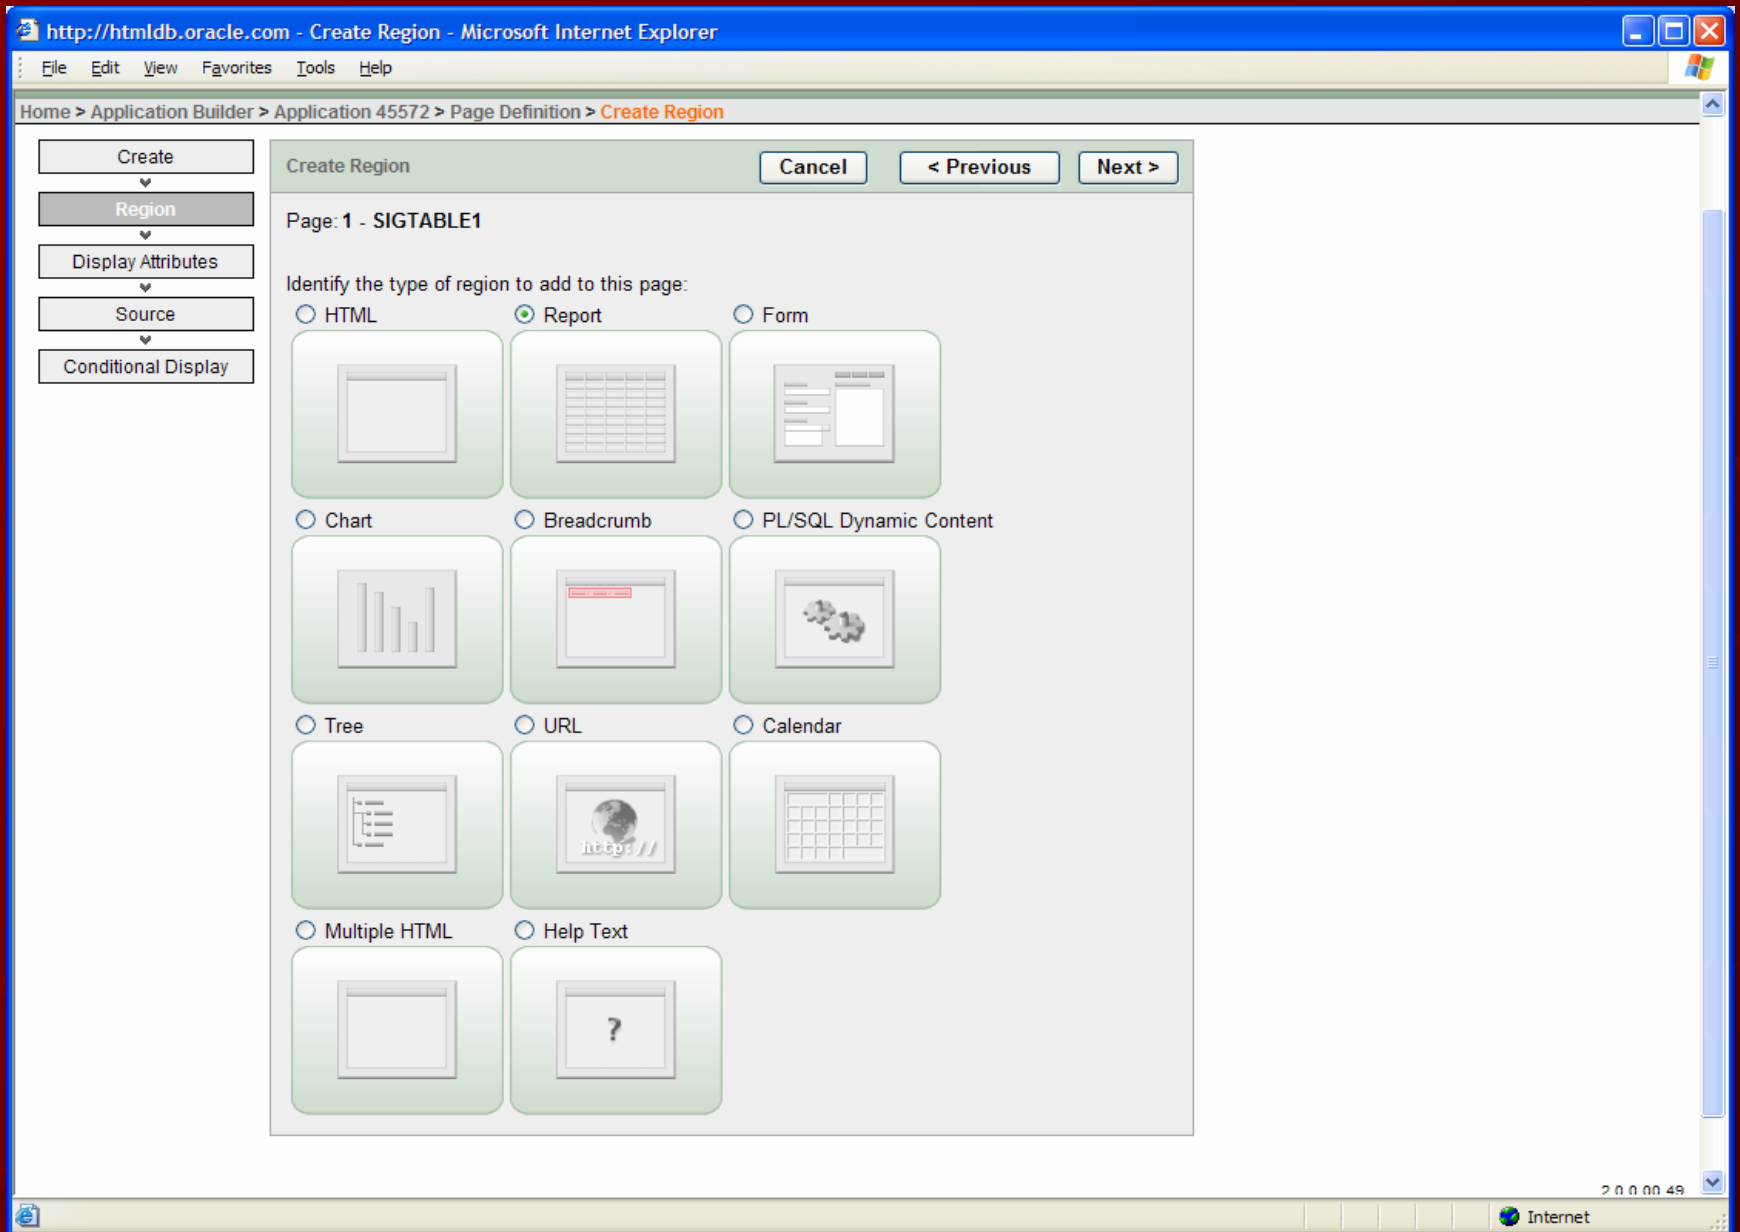 http://htmldb.oracle.com - Create Region - Microsoft Internet Explorer
File Edit View Favorites Tools Help
Home > Application Builder > Application 45572 > Page Definition > Create Region
Create
Region
Display Attributes
Source
Conditional Display
Create Region Cancel < Previous Next >
Page: 1 - SIGTABLE1
Identify the type of region to add to this page:
HTML Report Form
Chart Breadcrumb PL/SQL Dynamic Content
Tree URL Calendar
http://
Multiple HTML Help Text
?
2.0.0.00.49
Internet